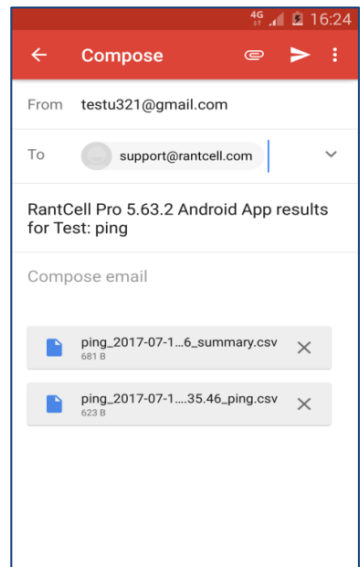 4G 16:24
Compose
From testu321@gmail.com
To support@rantcell.com
RantCell Pro 5.63.2 Android App results
for Test: ping
Compose email
ping_2017-07-1...6_summary.csv
681 B
ping_2017-07-1....35.46_ping.csv
623 B